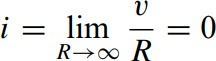 i = lim_{R→∞} v/R = 0